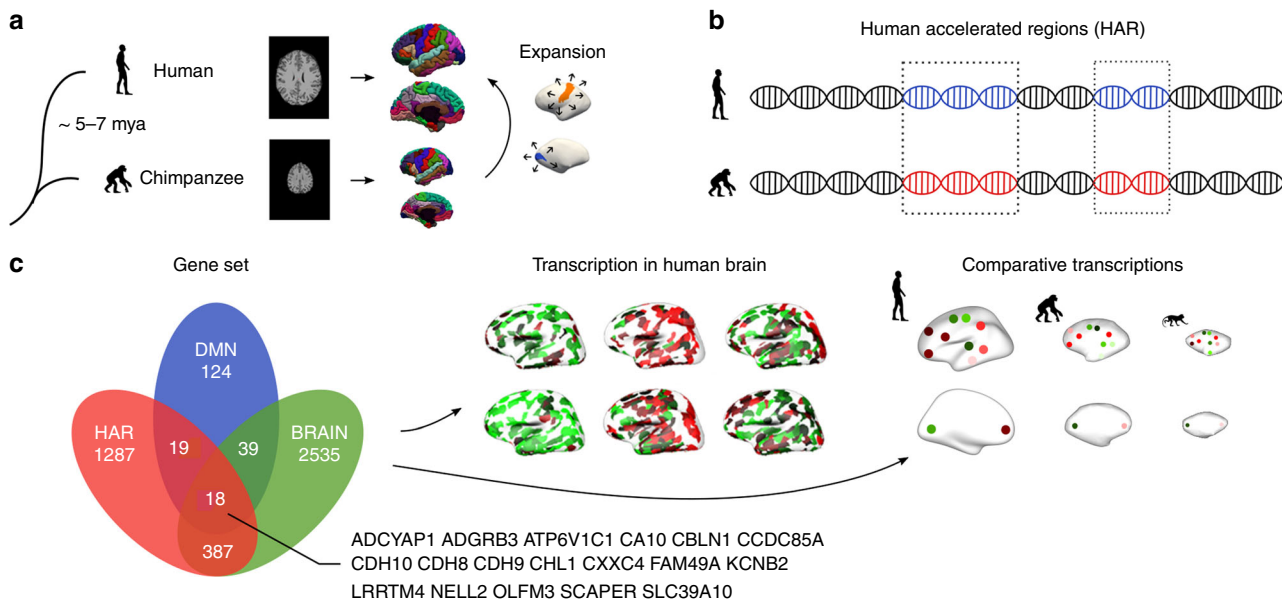 a
Human
~ 5–7 mya
Chimpanzee
Expansion
b
Human accelerated regions (HAR)
c
Gene set
DMN
124
HAR
1287
BRAIN
2535
19
39
18
387
Transcription in human brain
Comparative transcriptions
ADCYAP1 ADGRB3 ATP6V1C1 CA10 CBLN1 CCDC85A
CDH10 CDH8 CDH9 CHL1 CXXC4 FAM49A KCNB2
LRRTM4 NELL2 OLFM3 SCAPER SLC39A10